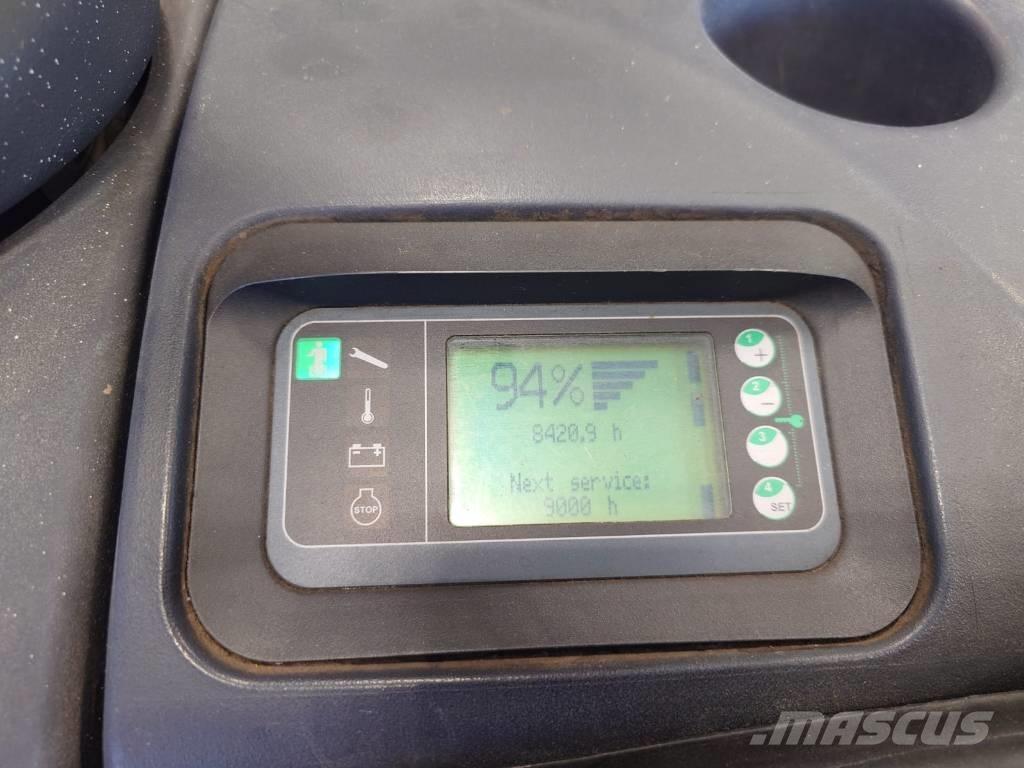 94%
8420.9 h
Next service:
9000 h
1
+
2
−
3
4
SET
- +
STOP
MASCUS